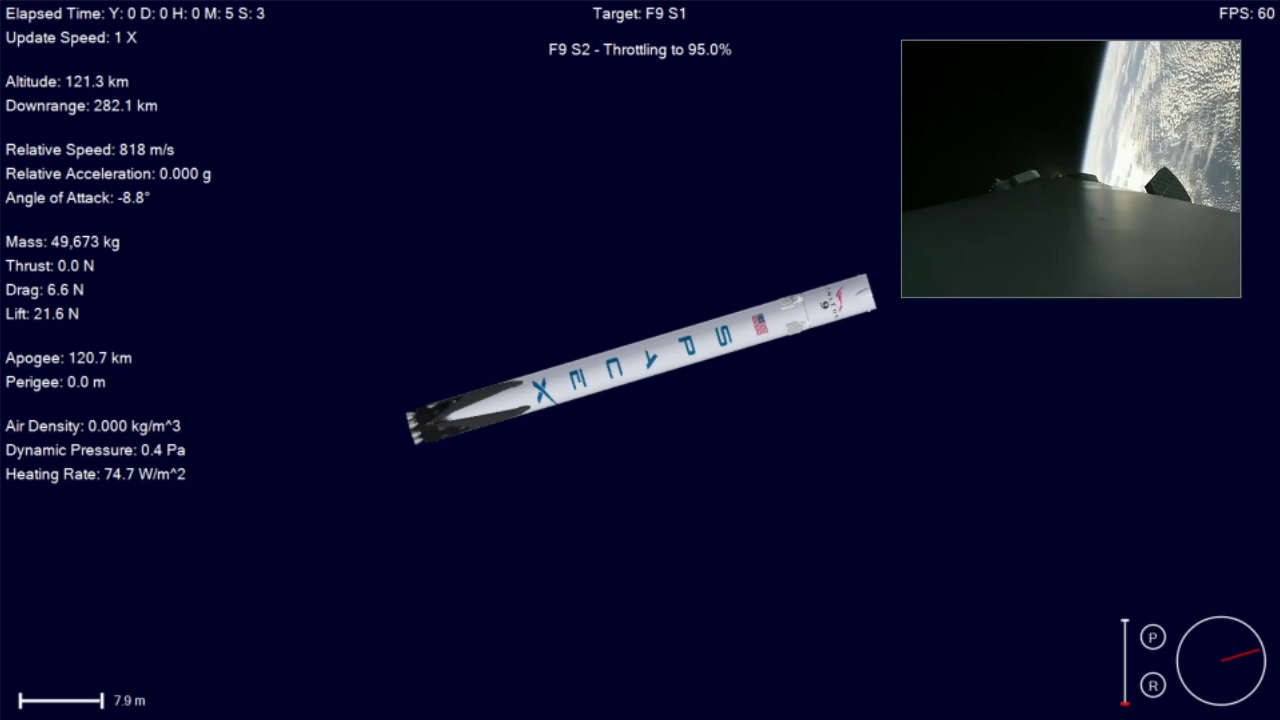 Elapsed Time: Y: 0 D: 0 H: 0 M: 5 S: 3
Update Speed: 1 X
Target: F9 S1
FPS: 60
F9 S2 - Throttling to 95.0%
Altitude: 121.3 km
Downrange: 282.1 km
Relative Speed: 818 m/s
Relative Acceleration: 0.000 g
Angle of Attack: -8.8°
Mass: 49,673 kg
Thrust: 0.0 N
Drag: 6.6 N
Lift: 21.6 N
Apogee: 120.7 km
Perigee: 0.0 m
Air Density: 0.000 kg/m^3
Dynamic Pressure: 0.4 Pa
Heating Rate: 74.7 W/m^2
SPACEX
9
P
R
7.9 m